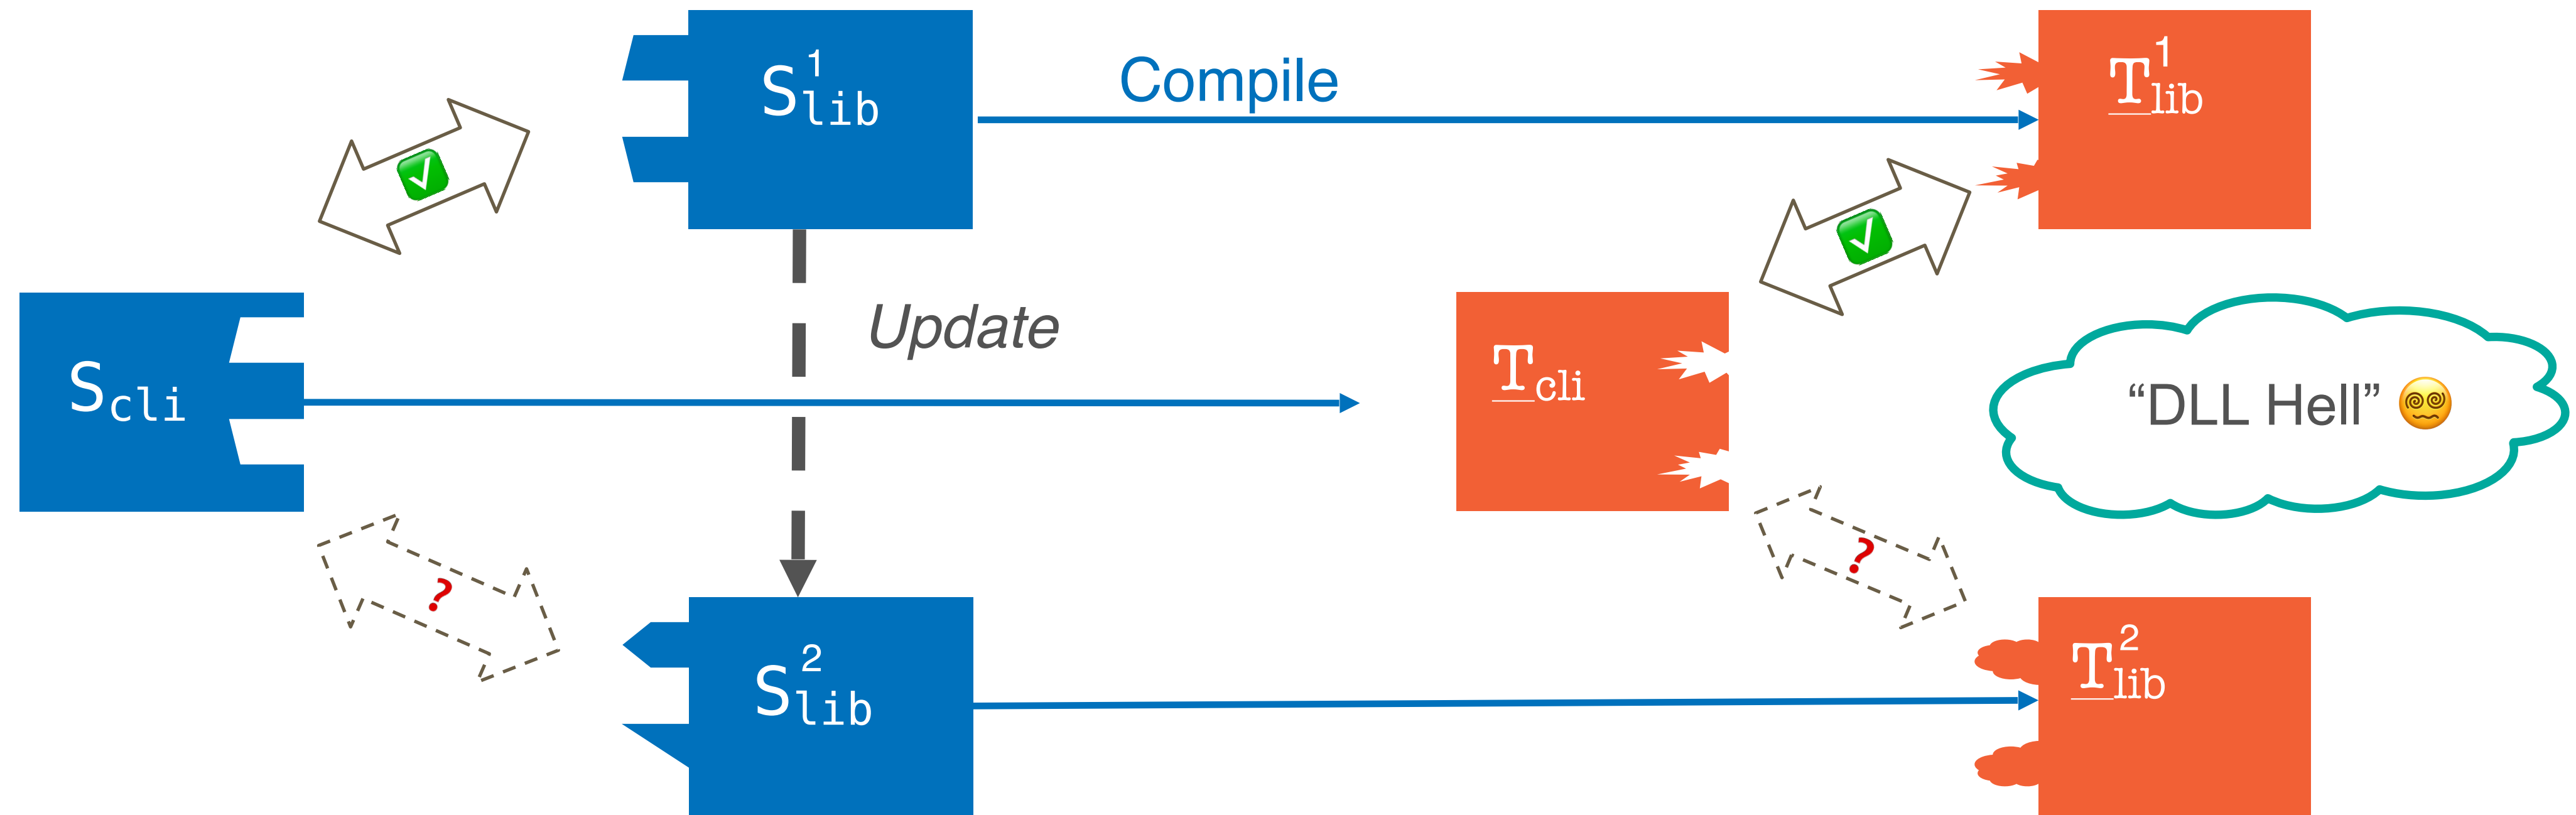 S¹lib
Compile
T¹lib
Update
Scli
Tcli
“DLL Hell” 😵‍💫
?
?
S²lib
T²lib